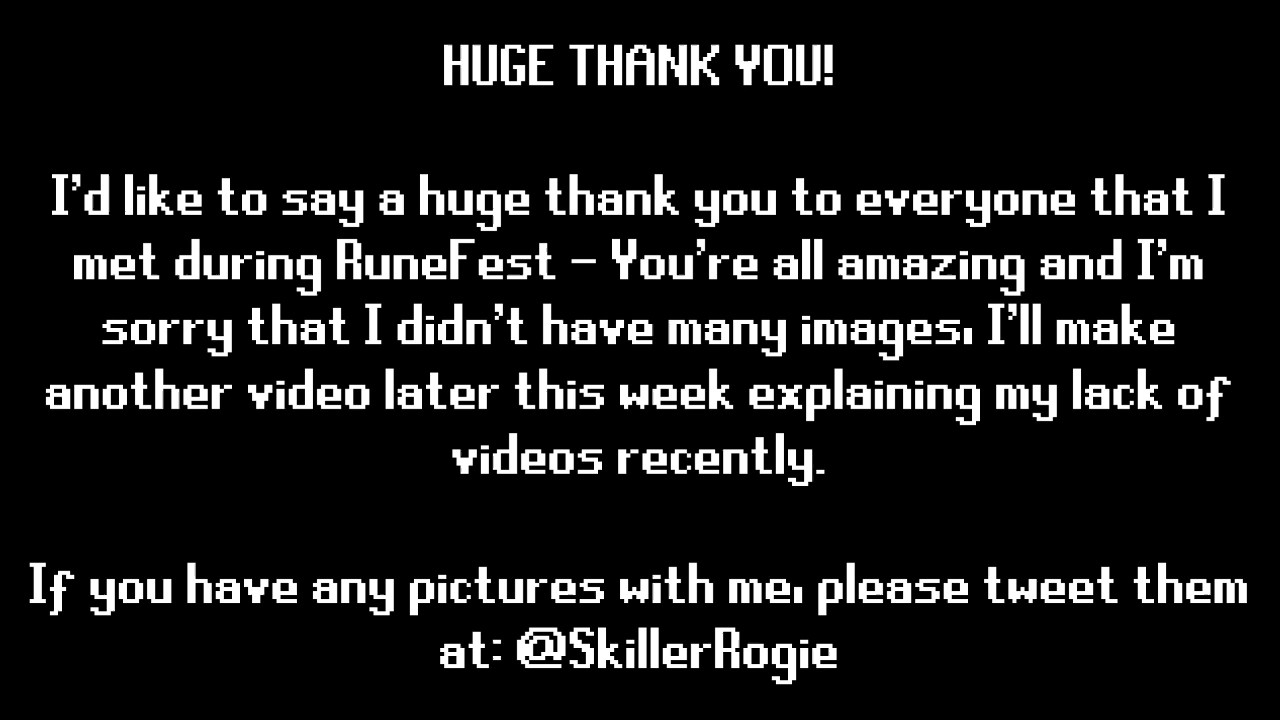 HUGE THANK YOU!
I'd like to say a huge thank you to everyone that I
met during RuneFest - You're all amazing and I'm
sorry that I didn't have many images, I'll make
another video later this week explaining my lack of
videos recently.
If you have any pictures with me, please tweet them
at: @SkillerRogie